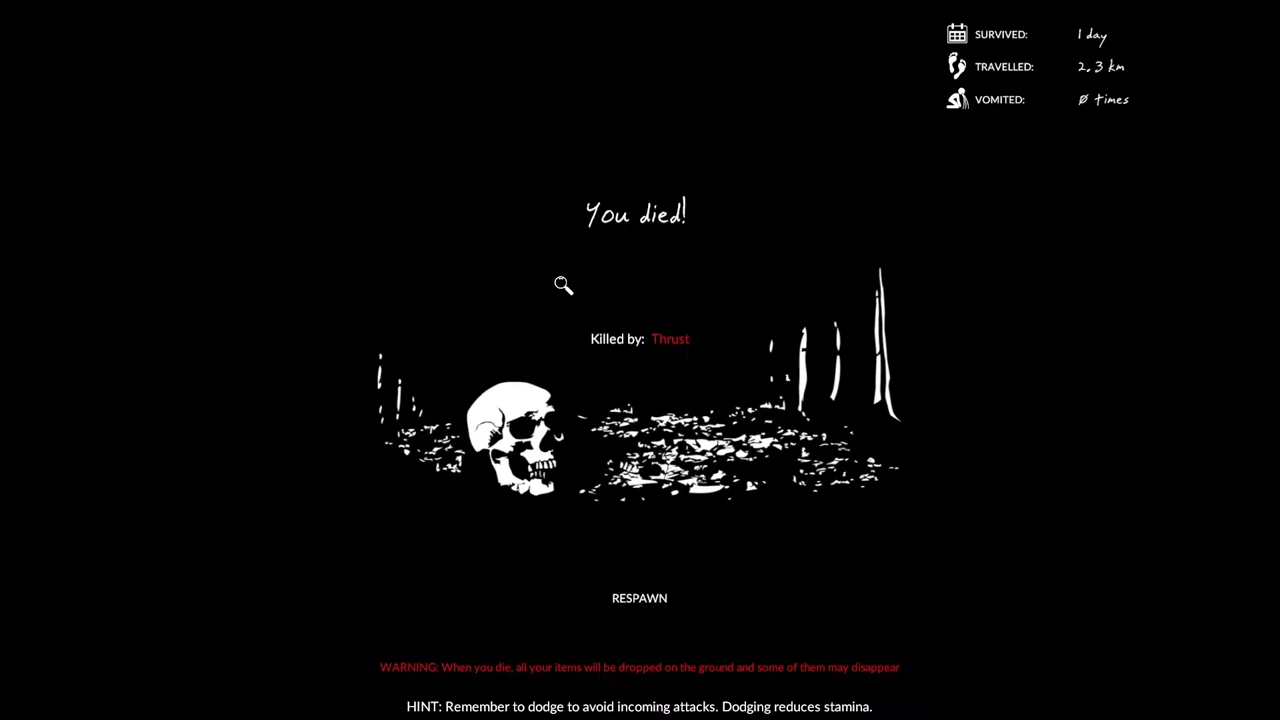 SURVIVED: 1 day
TRAVELLED: 2.3 km
VOMITED: 0 times
You died!
Killed by: Thrust
RESPAWN
WARNING: When you die, all your items will be dropped on the ground and some of them may disappear
HINT: Remember to dodge to avoid incoming attacks. Dodging reduces stamina.